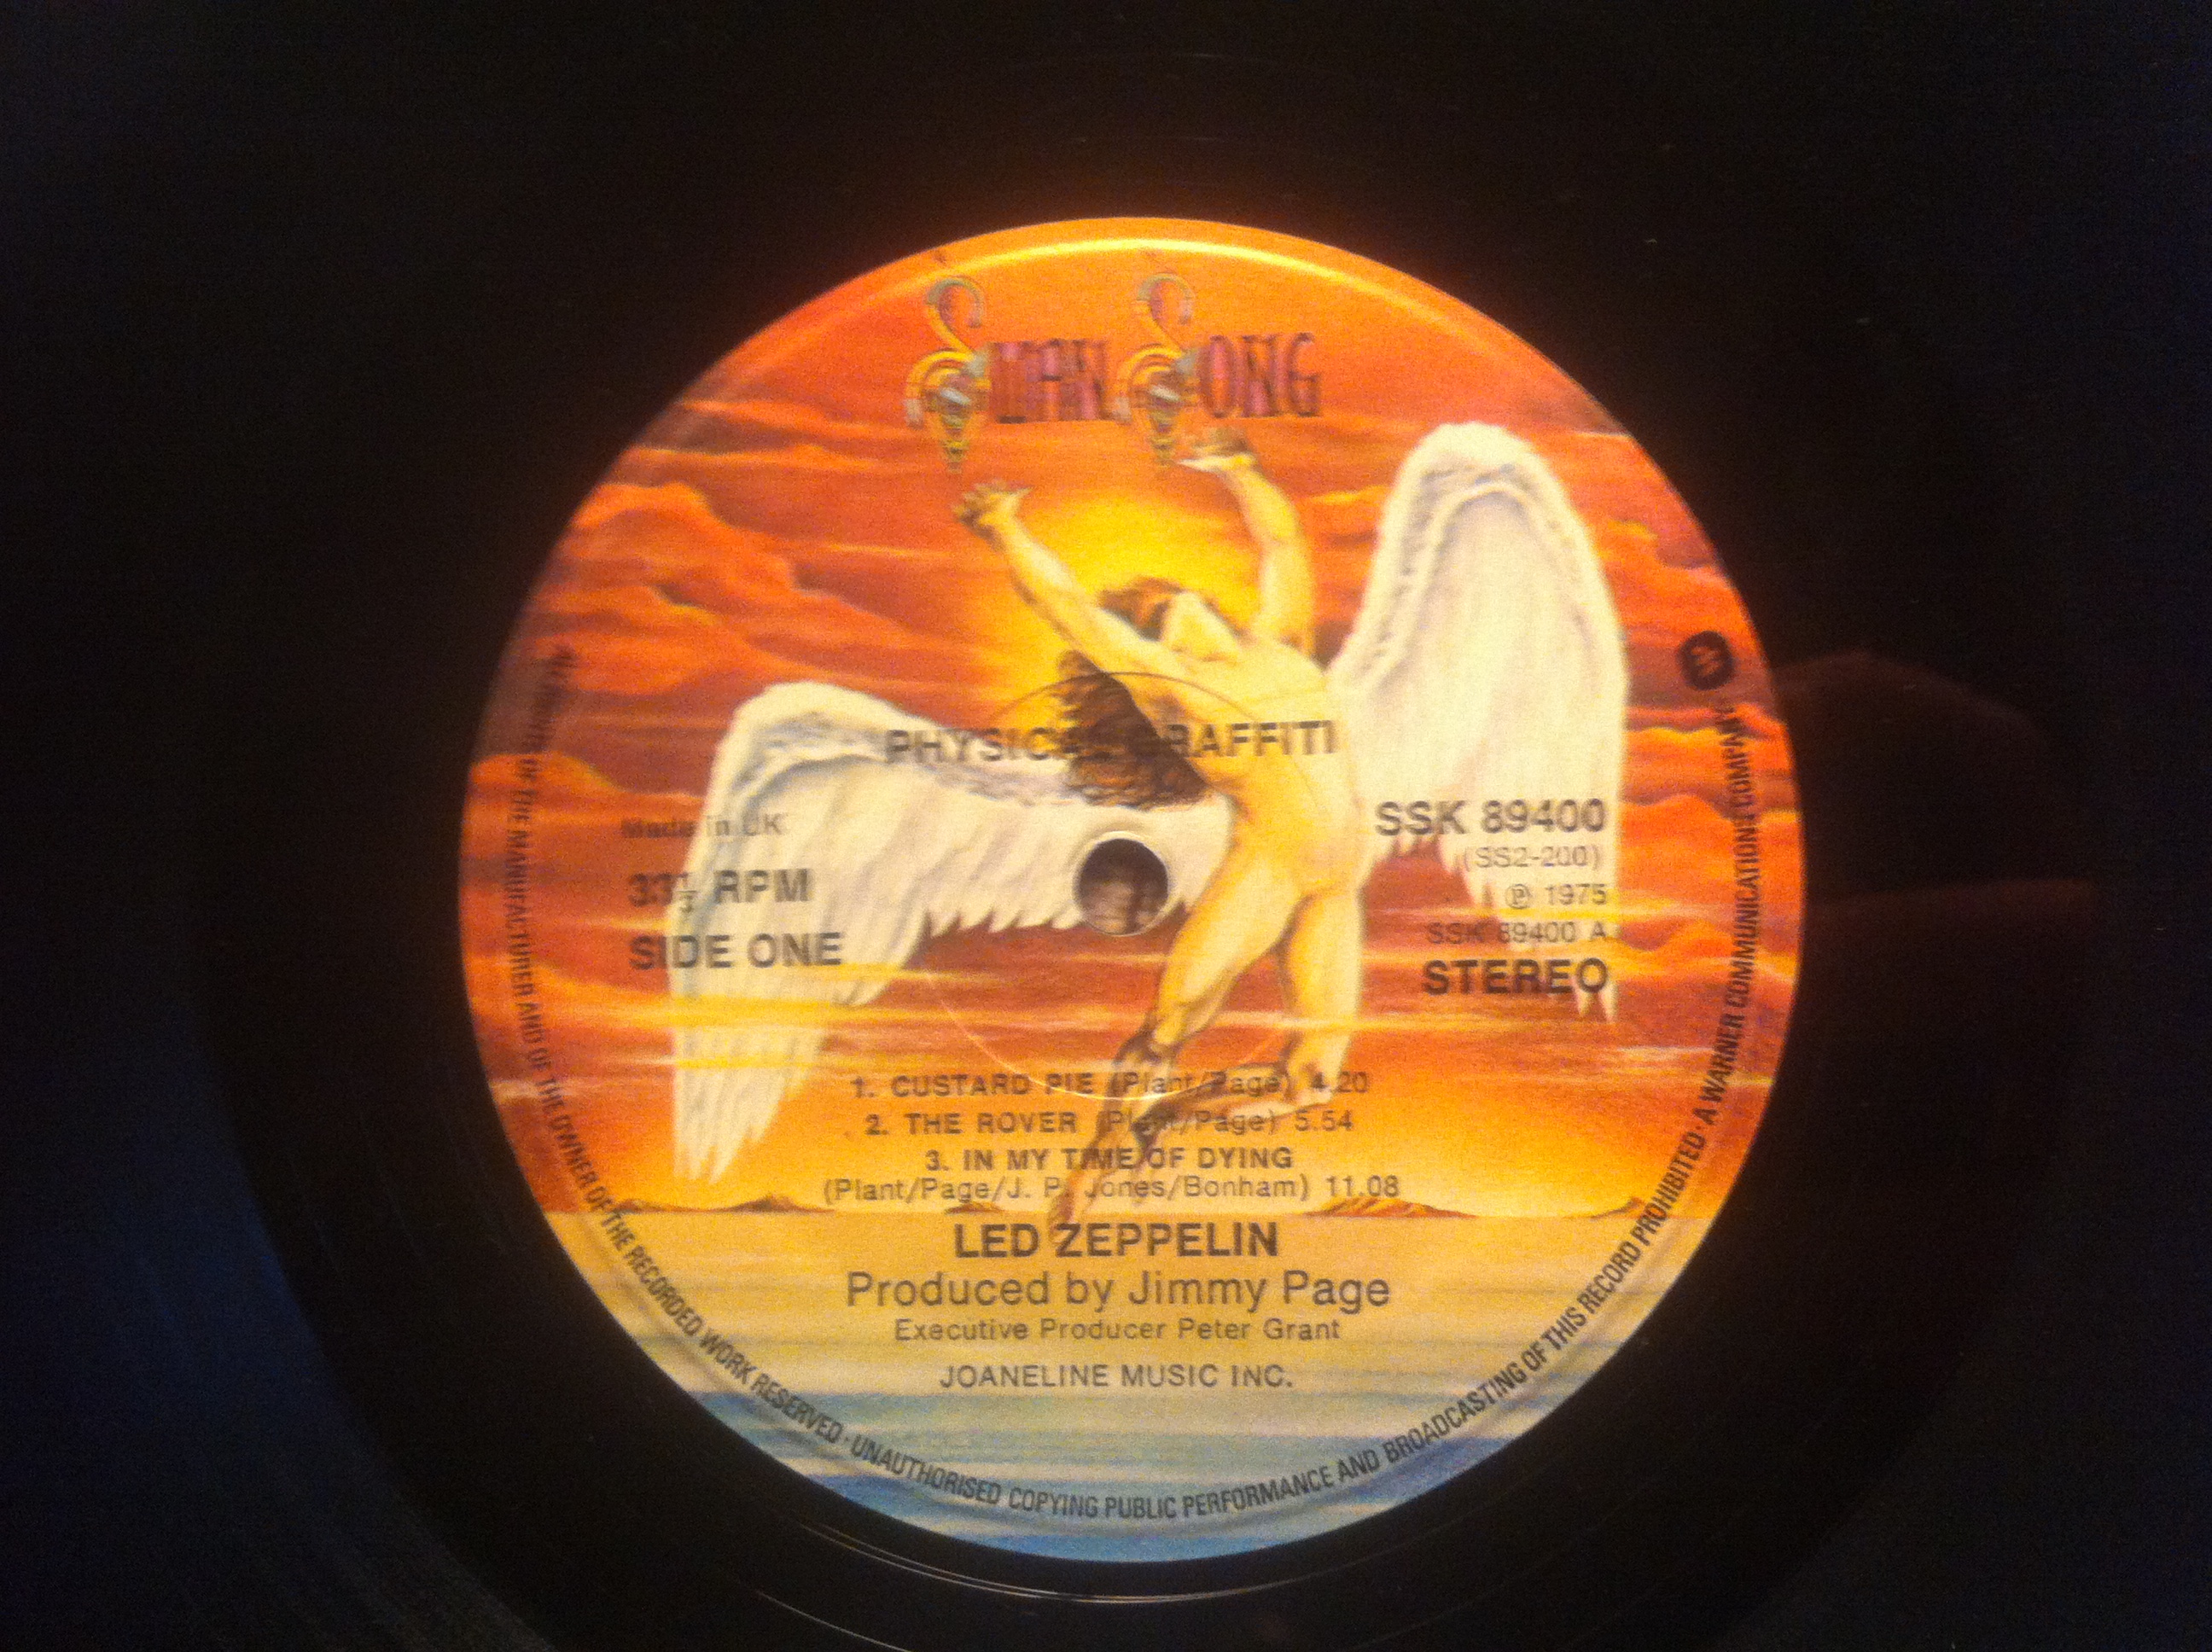 SWAN SONG
PHYSICAL GRAFFITI
Made in UK
33⅓ RPM
SIDE ONE
SSK 89400
(SS2-200)
℗ 1975
SSK 89400 A
STEREO
1. CUSTARD PIE (Plant/Page) 4.20
2. THE ROVER (Plant/Page) 5.54
3. IN MY TIME OF DYING
(Plant/Page/J. P. Jones/Bonham) 11.08
LED ZEPPELIN
Produced by Jimmy Page
Executive Producer Peter Grant
JOANELINE MUSIC INC.
ALL RIGHTS OF THE MANUFACTURER AND OF THE OWNER OF THE RECORDED WORK RESERVED · UNAUTHORISED COPYING PUBLIC PERFORMANCE AND BROADCASTING OF THIS RECORD PROHIBITED · A WARNER COMMUNICATIONS COMPANY